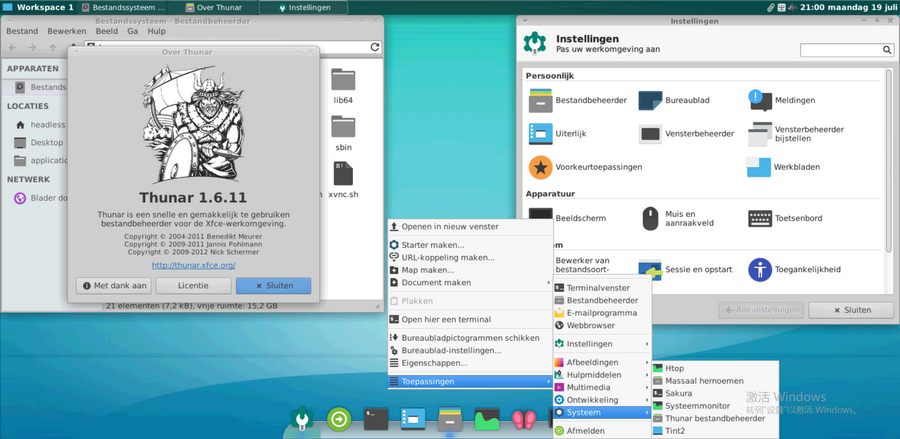 Workspace 1
Bestandssysteem ...
Over Thunar
Instellingen
21:00 maandag 19 juli
Bestandssysteem - Bestandbeheerder
Bestand Bewerken Beeld Ga Hulp
APPARATEN
Bestands
LOCATIES
headless
Desktop
applicatio
NETWERK
Blader do
lib64
sbin
xvnc.sh
21 elementen (7,2 kB), vrije ruimte: 15,2 GB
Over Thunar
Thunar 1.6.11
Thunar is een snelle en gemakkelijk te gebruiken
bestandbeheerder voor de Xfce-werkomgeving.
Copyright © 2004-2011 Benedikt Meurer
Copyright © 2009-2011 Jannis Pohlmann
Copyright © 2009-2012 Nick Schermer
http://thunar.xfce.org/
Met dank aan
Licentie
Sluiten
Instellingen
Instellingen
Pas uw werkomgeving aan
Persoonlijk
Bestandbeheerder
Bureaublad
Meldingen
Uiterlijk
Vensterbeheerder
Vensterbeheerder
bijstellen
Voorkeurtoepassingen
Werkbladen
Apparatuur
Beeldscherm
Muis en
aanraakveld
Toetsenbord
em
Bewerker van
bestandsoort-
Sessie en opstart
Toegankelijkheid
Alle instellingen
Sluiten
Openen in nieuw venster
Starter maken...
URL-koppeling maken...
Map maken...
Document maken
Plakken
Open hier een terminal
Bureaubladpictogrammen schikken
Bureaublad-instellingen...
Eigenschappen...
Toepassingen
Terminalvenster
Bestandbeheerder
E-mailprogramma
Webbrowser
Instellingen
Afbeeldingen
Hulpmiddelen
Multimedia
Ontwikkeling
Systeem
Afmelden
Htop
Massaal hernoemen
Sakura
Systeemmonitor
Thunar bestandbeheerder
Tint2
激活 Windows
转到"设置"以激活 Windows。